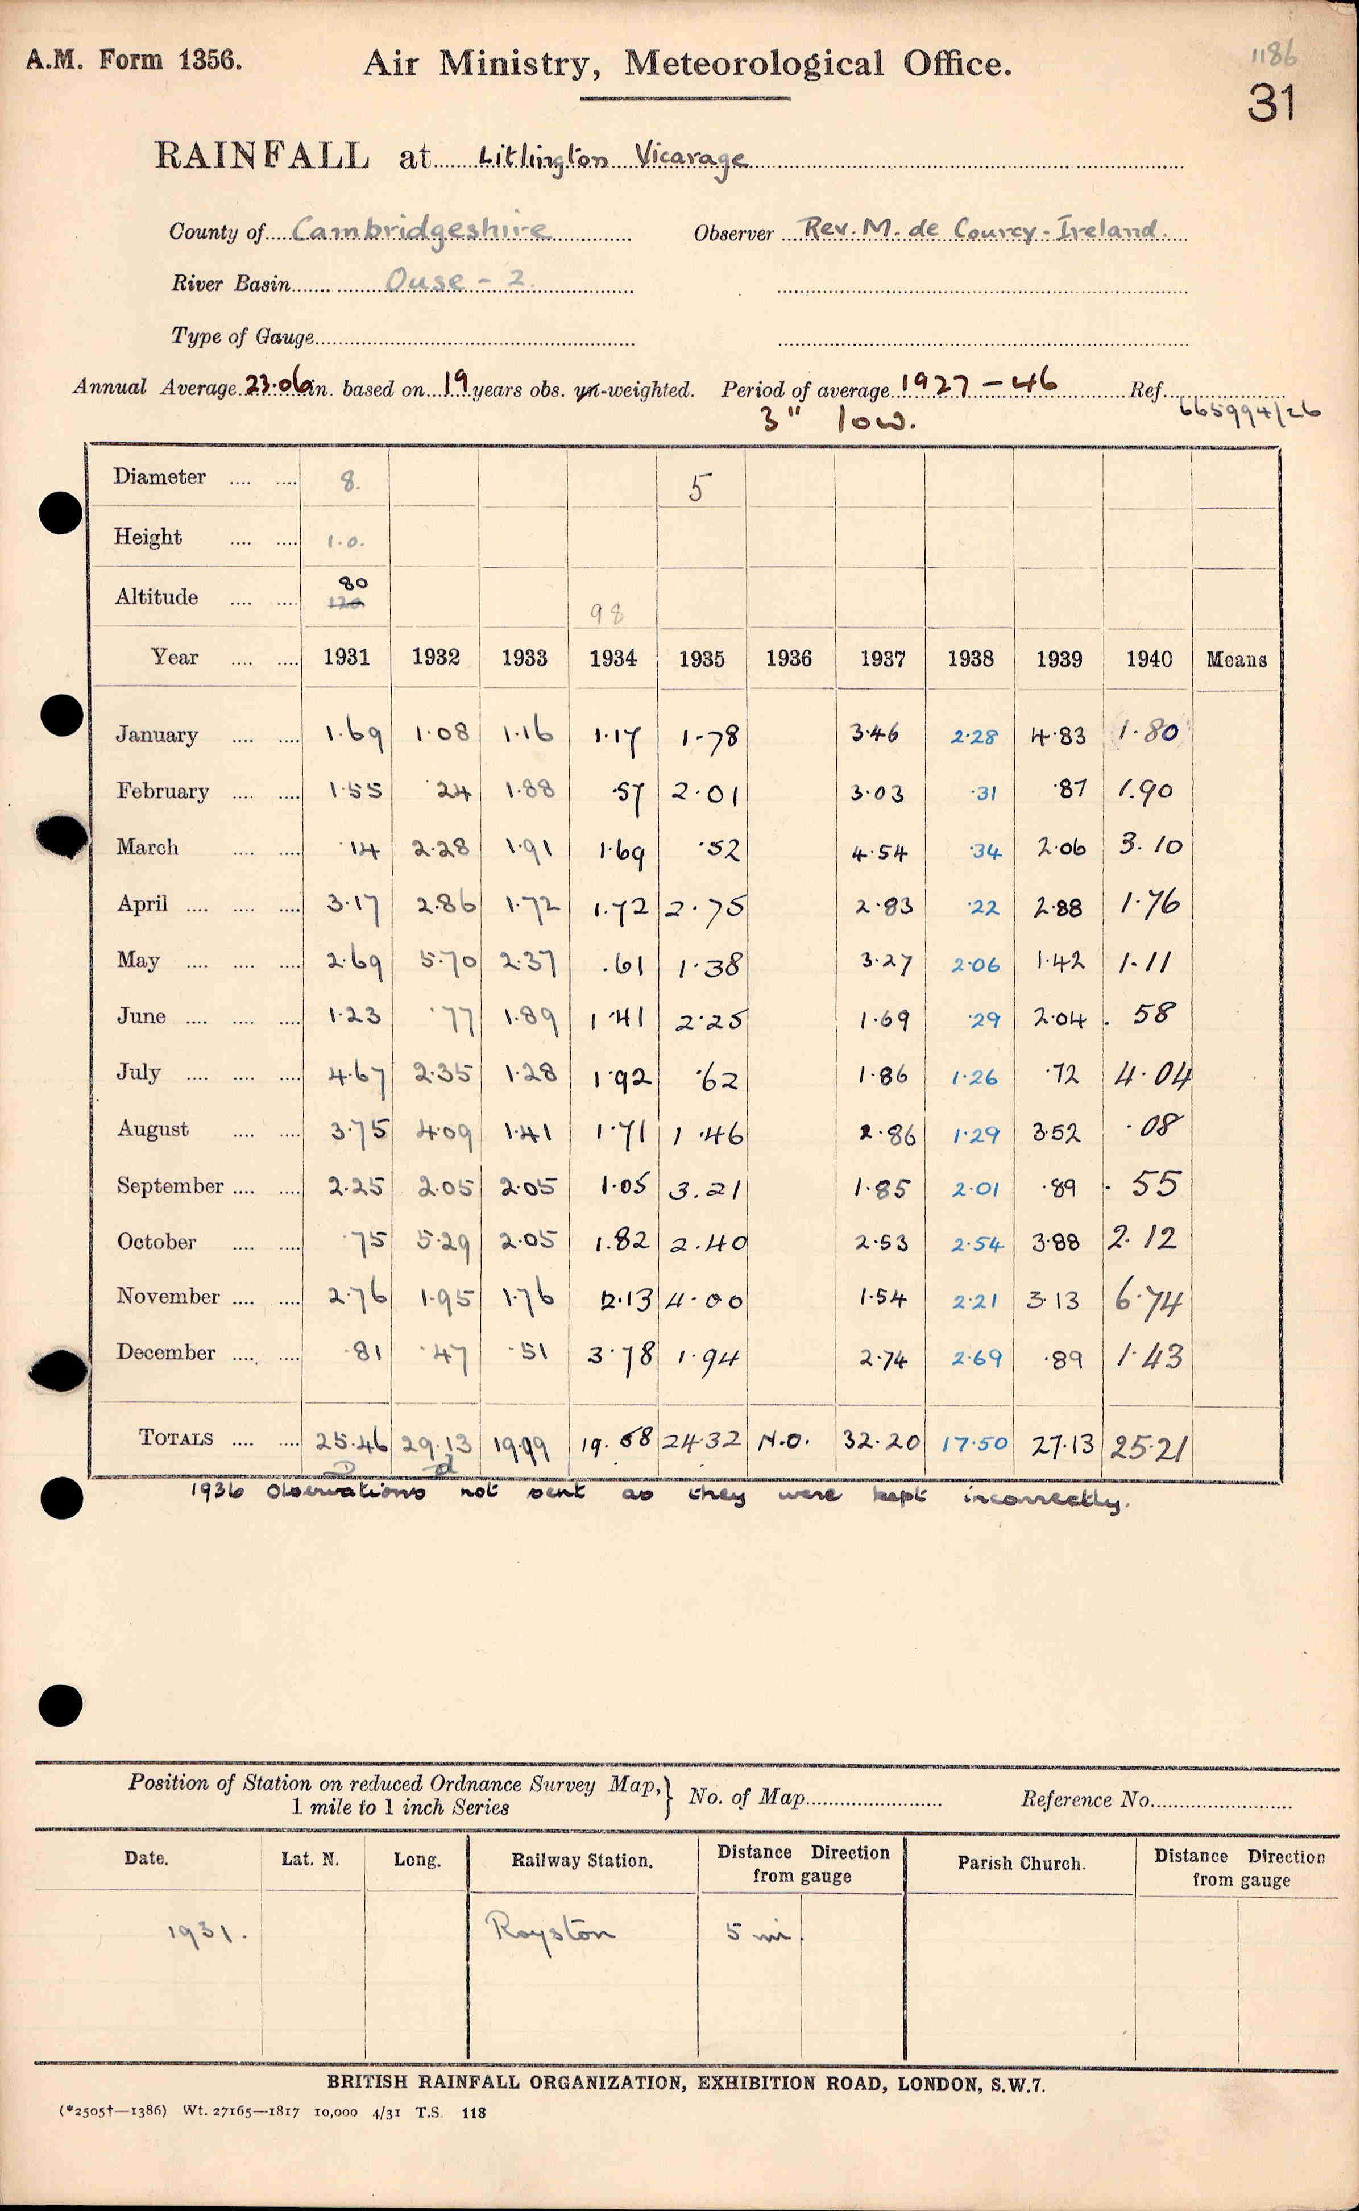 1186
A.M. Form 1356. Air Ministry, Meteorological Office.
31
RAINFALL at Litlington Vicarage
County of Cambridgeshire Observer Rev. M. de Courcy-Ireland.
River Basin Ouse - 2.
Type of Gauge
Annual Average 23.06 in. based on 19 years obs. un-weighted. Period of average 1927 - 46 Ref. 665994/26
3" low.
Diameter .... .... 8. 5
Height .... .... 1.0.
80
Altitude .... .... 120 98
Year .... .... 1931 1932 1933 1934 1935 1936 1937 1938 1939 1940 Means
January .... .... 1.69 1.08 1.16 1.17 1.78 3.46 2.28 4.83 1.80
February .... .... 1.55 .24 1.88 .57 2.01 3.03 .31 .87 1.90
March .... .... .14 2.28 1.91 1.69 .52 4.54 .34 2.06 3.10
April .... .... .... 3.17 2.86 1.72 1.72 2.75 2.83 .22 2.88 1.76
May .... .... .... 2.69 5.70 2.37 .61 1.38 3.27 2.06 1.42 1.11
June .... .... .... 1.23 .77 1.89 1.41 2.25 1.69 .29 2.04 .58
July .... .... .... 4.67 2.35 1.28 1.92 .62 1.86 1.26 .72 4.04
August .... .... 3.75 4.09 1.41 1.71 1.46 2.86 1.29 3.52 .08
September .... .... 2.25 2.05 2.05 1.05 3.21 1.85 2.01 .89 .55
October .... .... .75 5.29 2.05 1.82 2.40 2.53 2.54 3.88 2.12
November .... .... 2.76 1.95 1.76 2.13 4.00 1.54 2.21 3.13 6.74
December .... .... .81 .47 .51 3.78 1.94 2.74 2.69 .89 1.43
TOTALS .... .... 25.46 29.13 19.99 19.58 24.32 N.O. 32.20 17.50 27.13 25.21
D d
1936 Observations not sent as they were kept incorrectly.
Position of Station on reduced Ordnance Survey Map, } No. of Map Reference No.
1 mile to 1 inch Series
Date. Lat. N. Long. Railway Station. Distance Direction from gauge Parish Church. Distance Direction from gauge
1931. Royston 5 mi.
BRITISH RAINFALL ORGANIZATION, EXHIBITION ROAD, LONDON, S.W.7.
(*2505†—1386) Wt. 27165—1817 10,000 4/31 T.S. 118